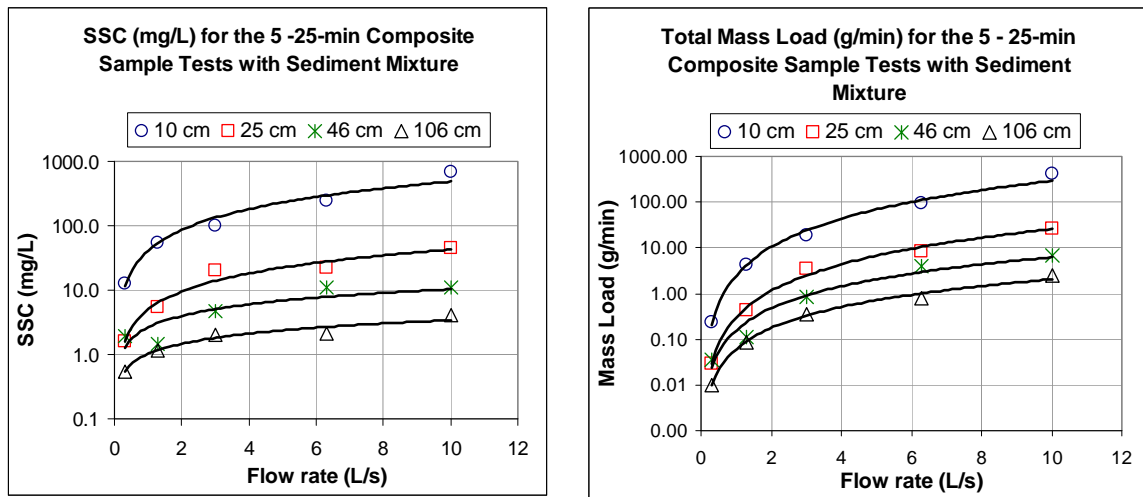 SSC (mg/L) for the 5 -25-min Composite
Sample Tests with Sediment Mixture
10 cm 25 cm 46 cm 106 cm
1000.0
100.0
10.0
1.0
0.1
SSC (mg/L)
0 2 4 6 8 10 12
Flow rate (L/s)
Total Mass Load (g/min) for the 5 - 25-min
Composite Sample Tests with Sediment
Mixture
10 cm 25 cm 46 cm 106 cm
1000.00
100.00
10.00
1.00
0.10
0.01
0.00
Mass Load (g/min)
0 2 4 6 8 10 12
Flow rate (L/s)